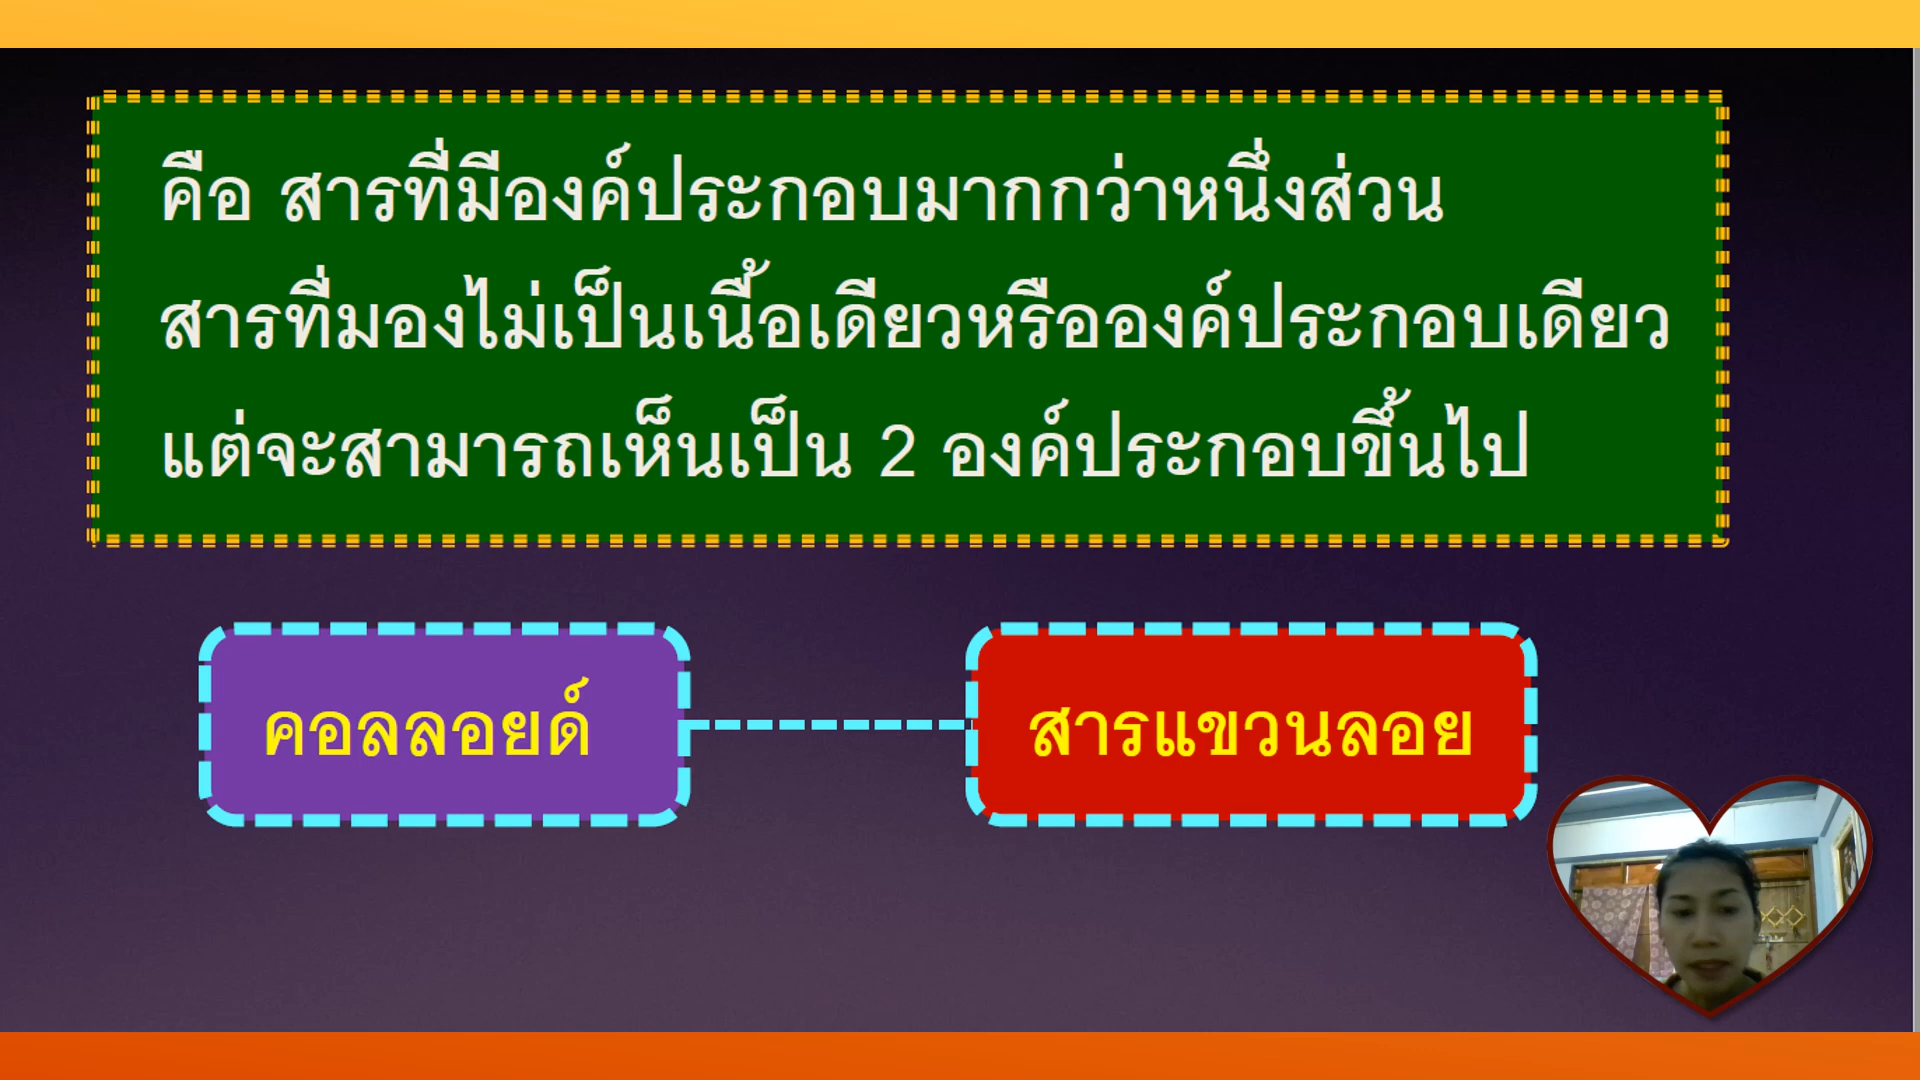 คือ สารที่มีองค์ประกอบมากกว่าหนึ่งส่วน
สารที่มองไม่เป็นเนื้อเดียวหรือองค์ประกอบเดียว
แต่จะสามารถเห็นเป็น 2 องค์ประกอบขึ้นไป
คอลลอยด์
สารแขวนลอย